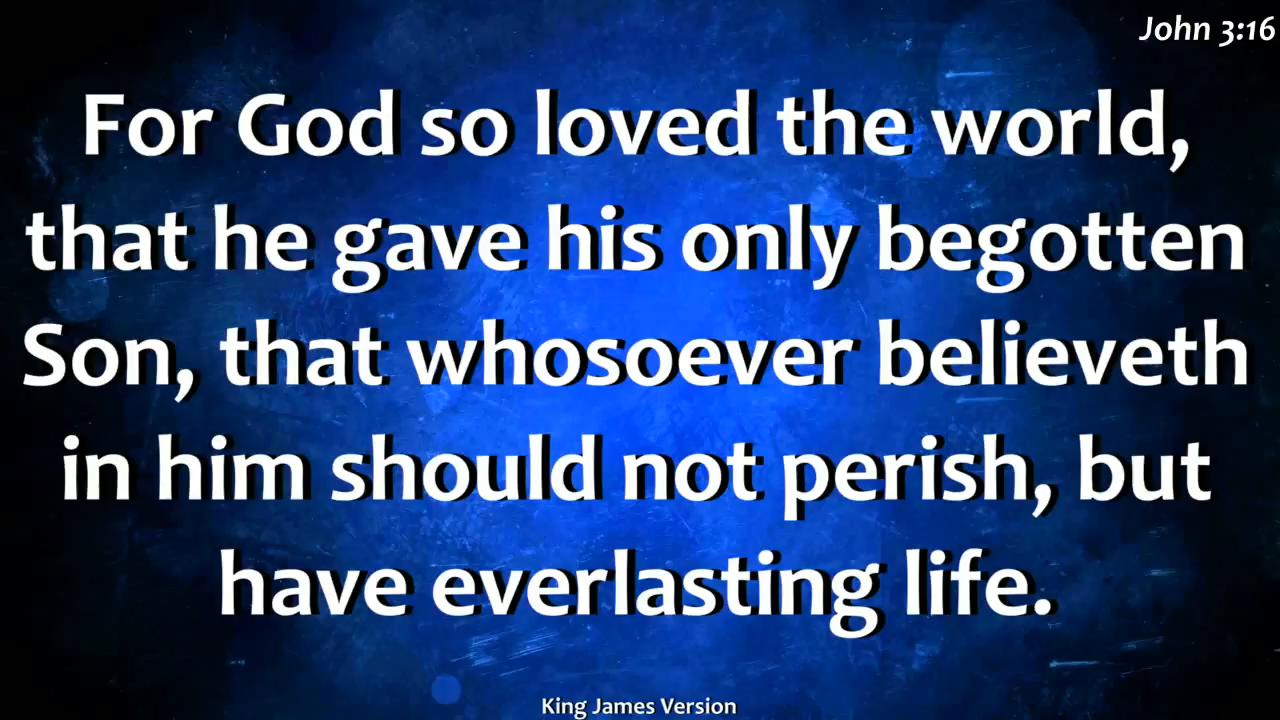 John 3:16
For God so loved the world,
that he gave his only begotten
Son, that whosoever believeth
in him should not perish, but
have everlasting life.
King James Version